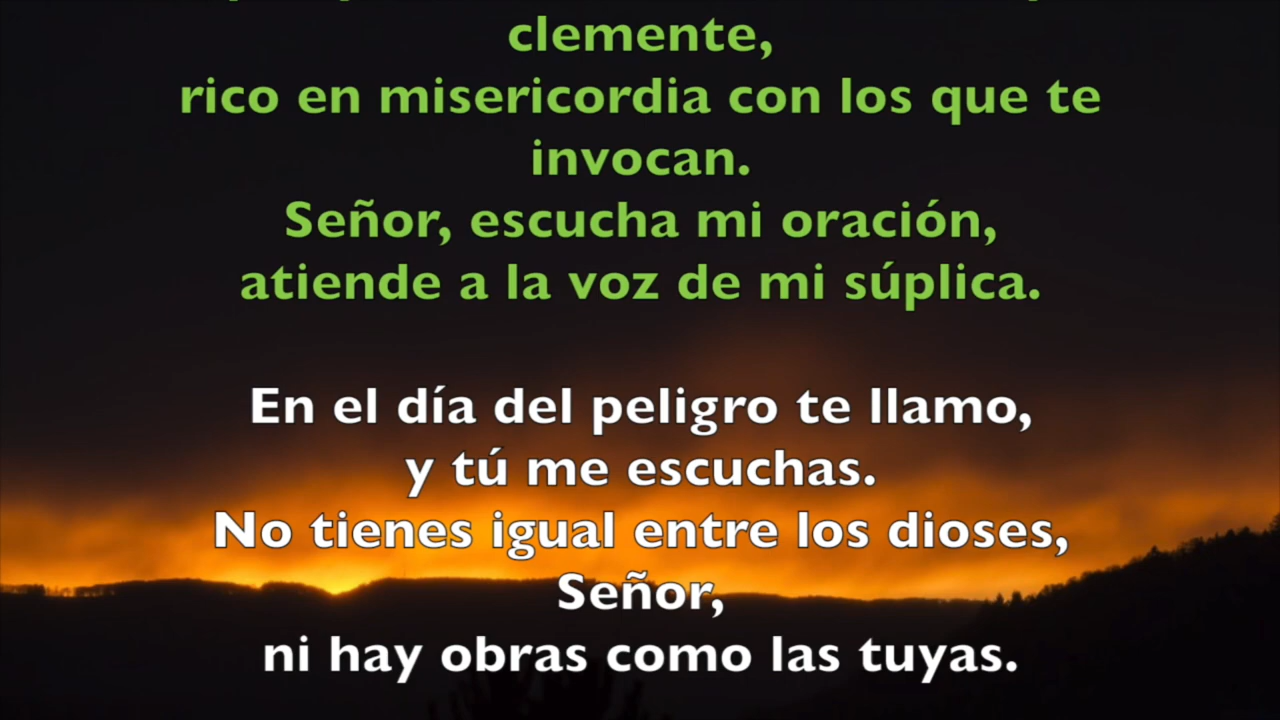 clemente,
rico en misericordia con los que te
invocan.
Señor, escucha mi oración,
atiende a la voz de mi súplica.
En el día del peligro te llamo,
y tú me escuchas.
No tienes igual entre los dioses,
Señor,
ni hay obras como las tuyas.